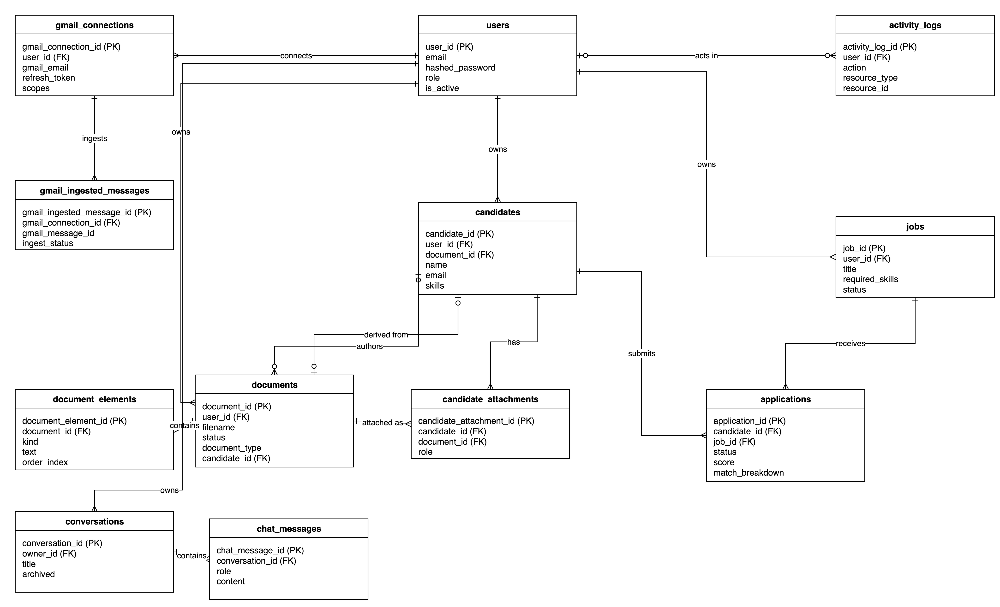 gmail_connections
gmail_connection_id (PK)
user_id (FK)
gmail_email
refresh_token
scopes
connects
users
user_id (PK)
email
hashed_password
role
is_active
acts in
activity_logs
activity_log_id (PK)
user_id (FK)
action
resource_type
resource_id
ingests
owns
owns
owns
gmail_ingested_messages
gmail_ingested_message_id (PK)
gmail_connection_id (FK)
gmail_message_id
ingest_status
candidates
candidate_id (PK)
user_id (FK)
document_id (FK)
name
email
skills
jobs
job_id (PK)
user_id (FK)
title
required_skills
status
derived from
authors
has
submits
receives
document_elements
document_element_id (PK)
document_id (FK)
kind
text
order_index
contains
documents
document_id (PK)
user_id (FK)
filename
status
document_type
candidate_id (FK)
attached as
candidate_attachments
candidate_attachment_id (PK)
candidate_id (FK)
document_id (FK)
role
applications
application_id (PK)
candidate_id (FK)
job_id (FK)
status
score
match_breakdown
owns
conversations
conversation_id (PK)
owner_id (FK)
title
archived
contains
chat_messages
chat_message_id (PK)
conversation_id (FK)
role
content